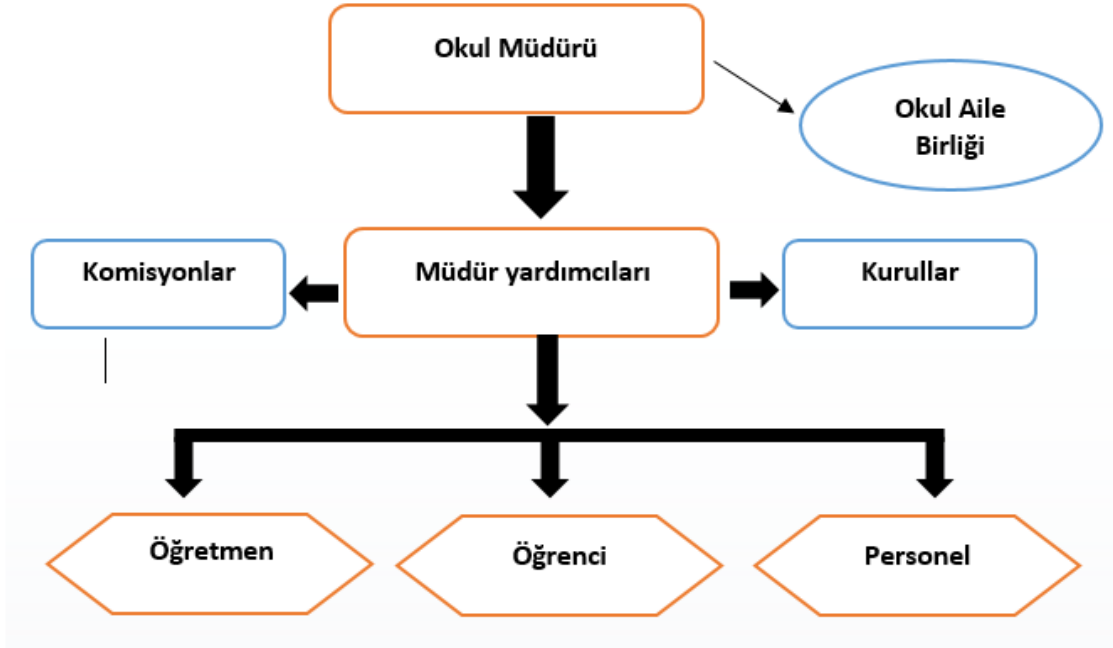 Okul Müdürü
Okul Aile
Birliği
Komisyonlar
Müdür yardımcıları
Kurullar
Öğretmen
Öğrenci
Personel